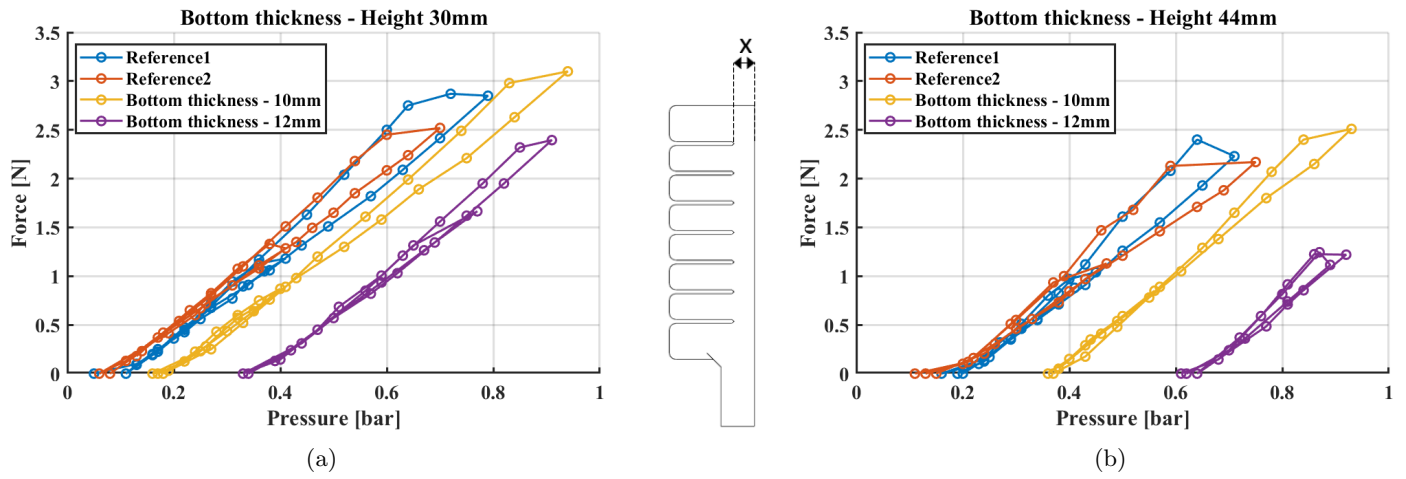 Bottom thickness - Height 30mm
3.5
3
2.5
2
1.5
1
0.5
0
Force [N]
Reference1
Reference2
Bottom thickness - 10mm
Bottom thickness - 12mm
0 0.2 0.4 0.6 0.8 1
Pressure [bar]
(a)
X
Bottom thickness - Height 44mm
3.5
3
2.5
2
1.5
1
0.5
0
Force [N]
Reference1
Reference2
Bottom thickness - 10mm
Bottom thickness - 12mm
0 0.2 0.4 0.6 0.8 1
Pressure [bar]
(b)